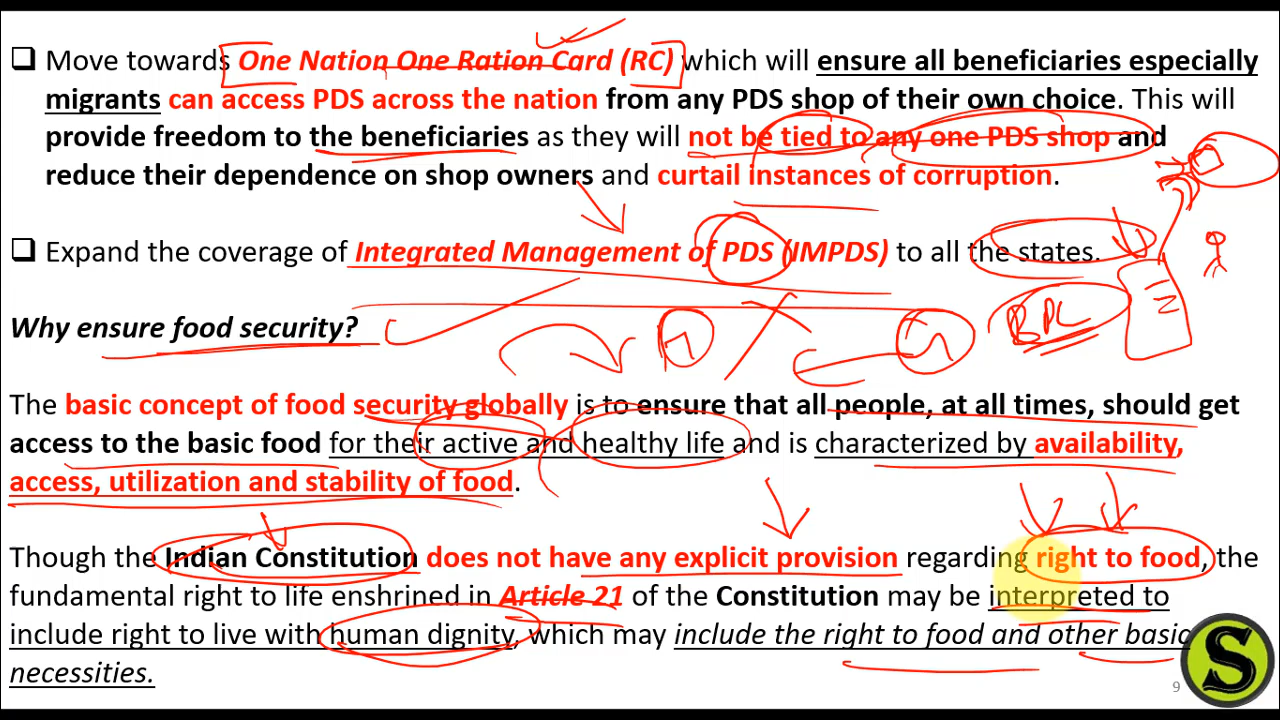 ❑ Move towards One Nation One Ration Card (RC) which will ensure all beneficiaries especially
migrants can access PDS across the nation from any PDS shop of their own choice. This will
provide freedom to the beneficiaries as they will not be tied to any one PDS shop and
reduce their dependence on shop owners and curtail instances of corruption.
❑ Expand the coverage of Integrated Management of PDS (IMPDS) to all the states.
BPL
Why ensure food security?
The basic concept of food security globally is to ensure that all people, at all times, should get
access to the basic food for their active and healthy life and is characterized by availability,
access, utilization and stability of food.
Though the Indian Constitution does not have any explicit provision regarding right to food, the
fundamental right to life enshrined in Article 21 of the Constitution may be interpreted to
include right to live with human dignity, which may include the right to food and other basic
necessities.
S
9